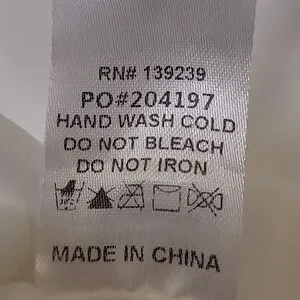 RN# 139239
PO#204197
HAND WASH COLD
DO NOT BLEACH
DO NOT IRON
MADE IN CHINA